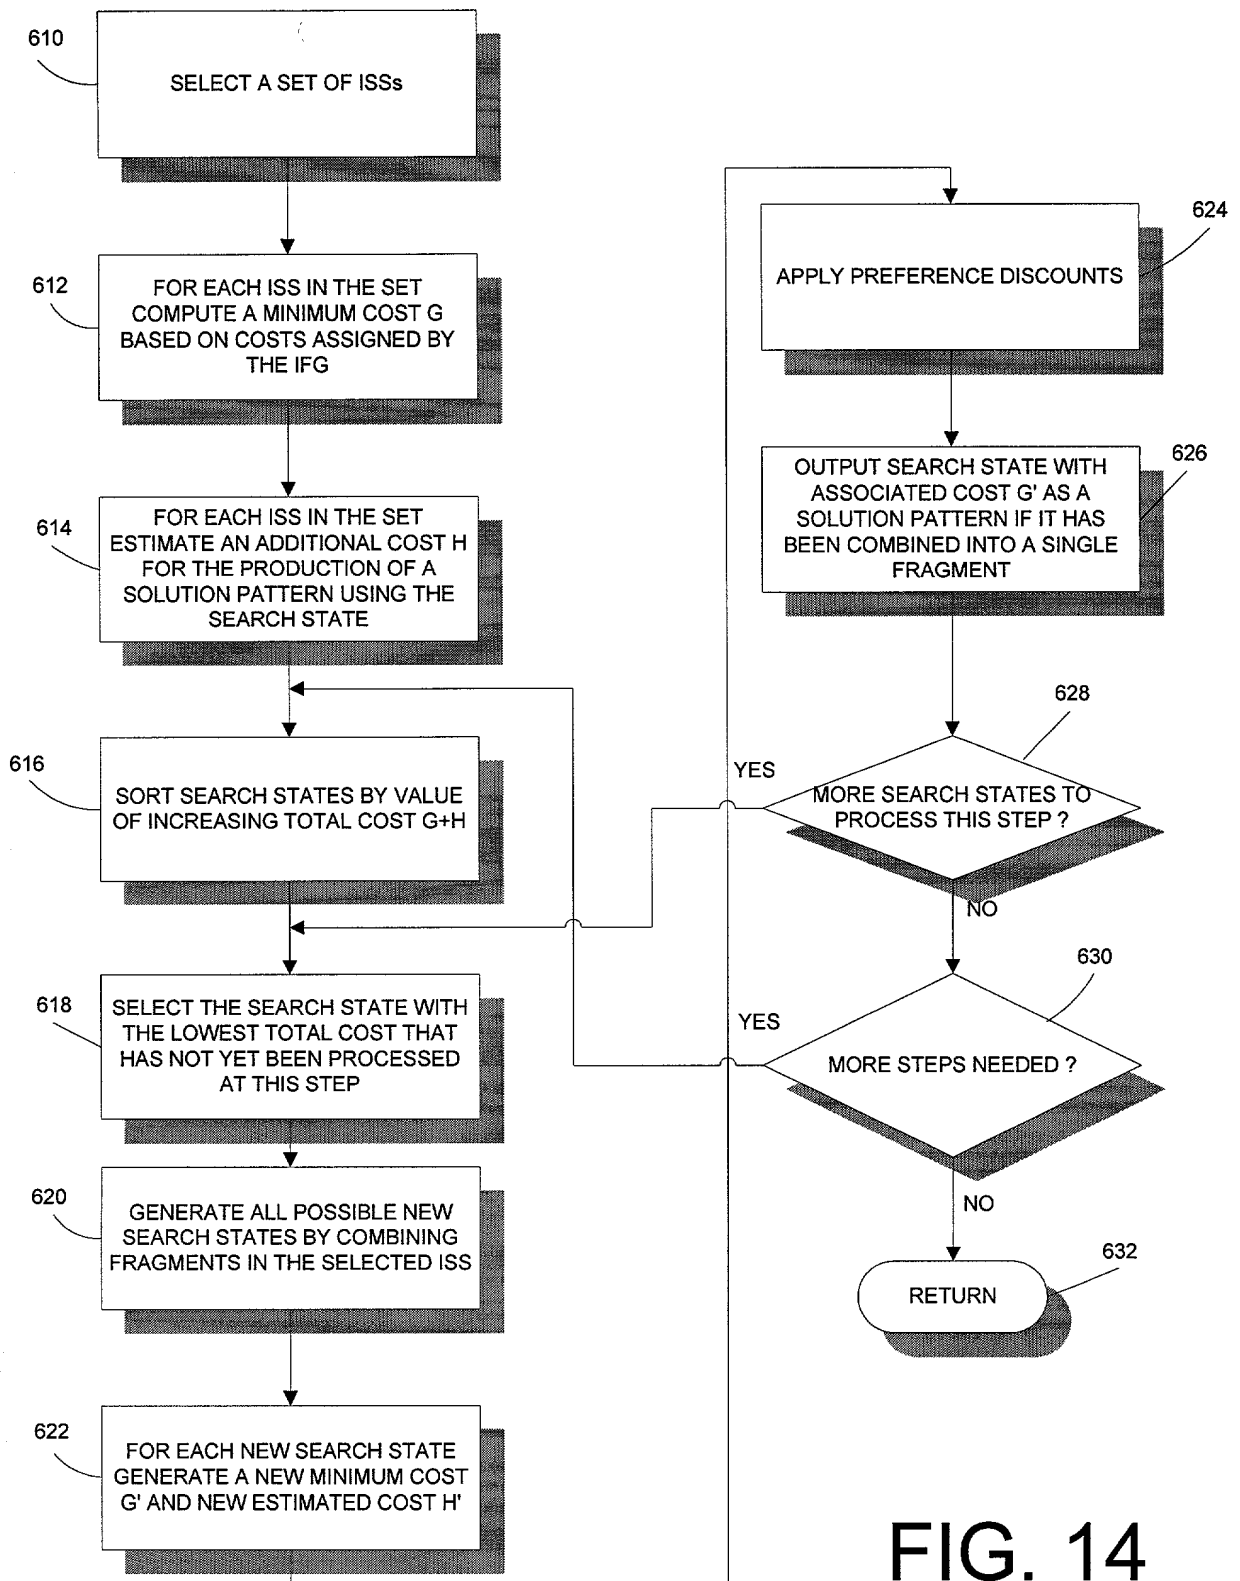 610
SELECT A SET OF ISSs
612
FOR EACH ISS IN THE SET
COMPUTE A MINIMUM COST G
BASED ON COSTS ASSIGNED BY
THE IFG
614
FOR EACH ISS IN THE SET
ESTIMATE AN ADDITIONAL COST H
FOR THE PRODUCTION OF A
SOLUTION PATTERN USING THE
SEARCH STATE
616
SORT SEARCH STATES BY VALUE
OF INCREASING TOTAL COST G+H
618
SELECT THE SEARCH STATE WITH
THE LOWEST TOTAL COST THAT
HAS NOT YET BEEN PROCESSED
AT THIS STEP
620
GENERATE ALL POSSIBLE NEW
SEARCH STATES BY COMBINING
FRAGMENTS IN THE SELECTED ISS
622
FOR EACH NEW SEARCH STATE
GENERATE A NEW MINIMUM COST
G' AND NEW ESTIMATED COST H'
624
APPLY PREFERENCE DISCOUNTS
626
OUTPUT SEARCH STATE WITH
ASSOCIATED COST G' AS A
SOLUTION PATTERN IF IT HAS
BEEN COMBINED INTO A SINGLE
FRAGMENT
628
YES
MORE SEARCH STATES TO
PROCESS THIS STEP ?
NO
630
YES
MORE STEPS NEEDED ?
NO
632
RETURN
FIG. 14